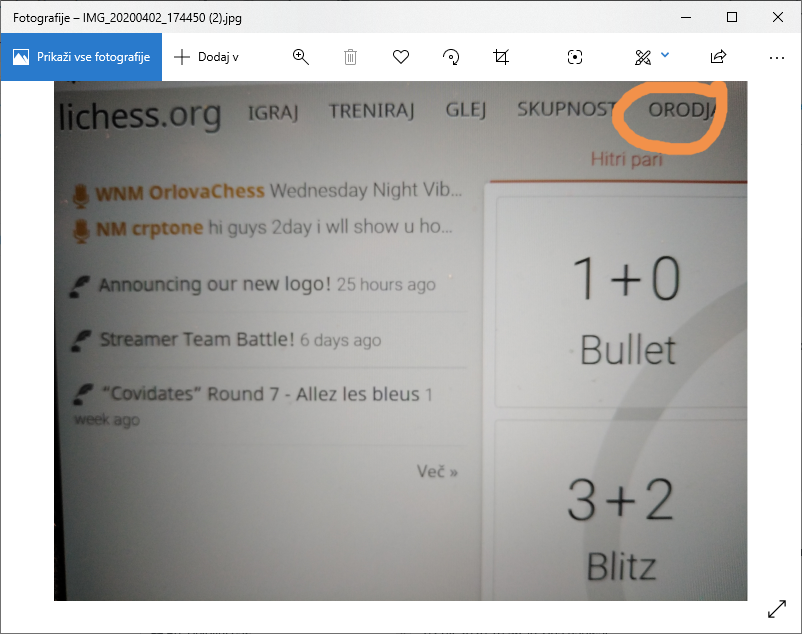 Fotografije – IMG_20200402_174450 (2).jpg
Prikaži vse fotografije
Dodaj v
lichess.org IGRAJ TRENIRAJ GLEJ SKUPNOST ORODJA
Hitri pari
WNM OrlovaChess Wednesday Night Vib...
NM crptone hi guys 2day i wll show u ho...
Announcing our new logo! 25 hours ago
Streamer Team Battle! 6 days ago
“Covidates” Round 7 - Allez les bleus 1
week ago
Več »
1+0
Bullet
3+2
Blitz